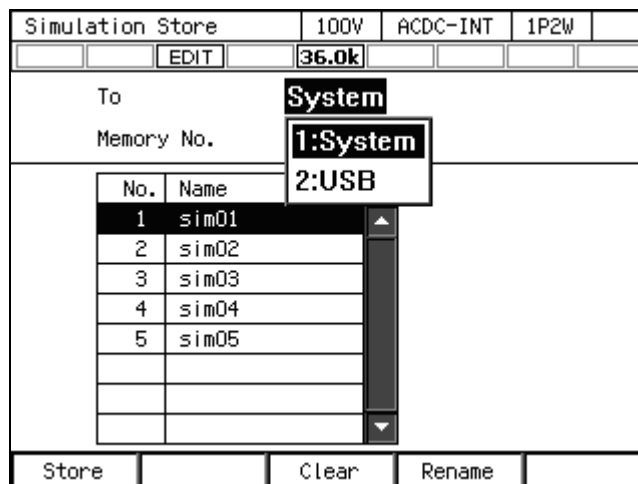 Simulation Store 100V ACDC-INT 1P2W
EDIT 36.0k
To System
Memory No.
1:System
2:USB
No. Name
1 sim01
2 sim02
3 sim03
4 sim04
5 sim05
Store Clear Rename